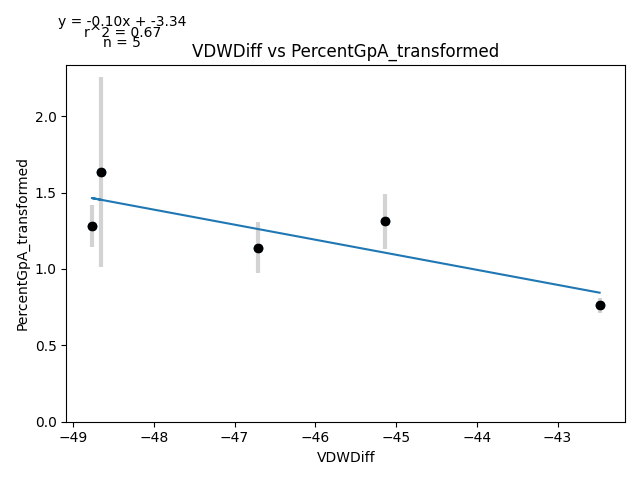 y = -0.10x + -3.34
r^2 = 0.67
n = 5
VDWDiff vs PercentGpA_transformed
PercentGpA_transformed
2.0
1.5
1.0
0.5
0.0
−49
−48
−47
−46
−45
−44
−43
VDWDiff